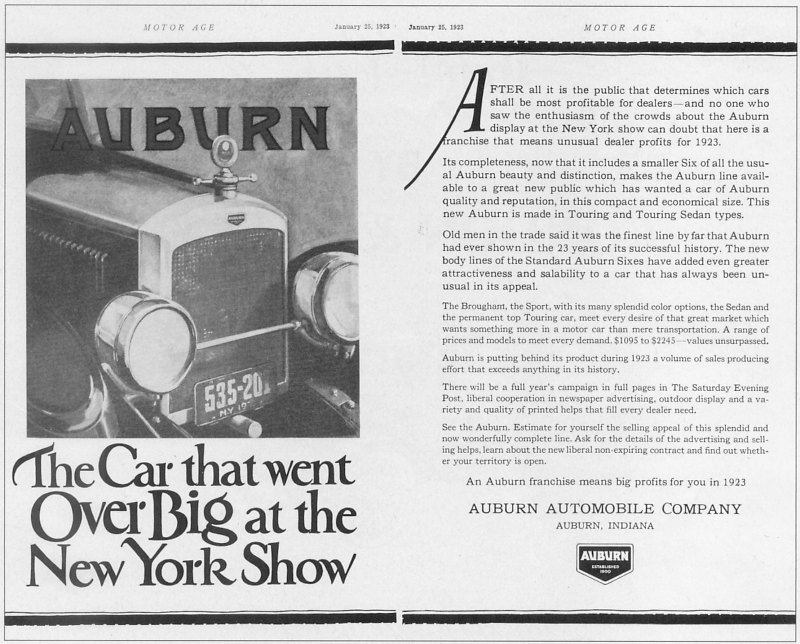 MOTOR AGE
January 25, 1923
AUBURN
AUBURN
535-20
N.Y. 19
The Car that went
Over Big at the
New York Show
January 25, 1923
MOTOR AGE
AFTER all it is the public that determines which cars
shall be most profitable for dealers—and no one who
saw the enthusiasm of the crowds about the Auburn
display at the New York show can doubt that here is a
franchise that means unusual dealer profits for 1923.
Its completeness, now that it includes a smaller Six of all the usu-
al Auburn beauty and distinction, makes the Auburn line avail-
able to a great new public which has wanted a car of Auburn
quality and reputation, in this compact and economical size. This
new Auburn is made in Touring and Touring Sedan types.
Old men in the trade said it was the finest line by far that Auburn
had ever shown in the 23 years of its successful history. The new
body lines of the Standard Auburn Sixes have added even greater
attractiveness and salability to a car that has always been un-
usual in its appeal.
The Brougham, the Sport, with its many splendid color options, the Sedan and
the permanent top Touring car, meet every desire of that great market which
wants something more in a motor car than mere transportation. A range of
prices and models to meet every demand. $1095 to $2245—values unsurpassed.
Auburn is putting behind its product during 1923 a volume of sales producing
effort that exceeds anything in its history.
There will be a full year's campaign in full pages in The Saturday Evening
Post, liberal cooperation in newspaper advertising, outdoor display and a va-
riety and quality of printed helps that fill every dealer need.
See the Auburn. Estimate for yourself the selling appeal of this splendid and
now wonderfully complete line. Ask for the details of the advertising and sell-
ing helps, learn about the new liberal non-expiring contract and find out wheth-
er your territory is open.
An Auburn franchise means big profits for you in 1923
AUBURN AUTOMOBILE COMPANY
AUBURN, INDIANA
AUBURN
ESTABLISHED
1900